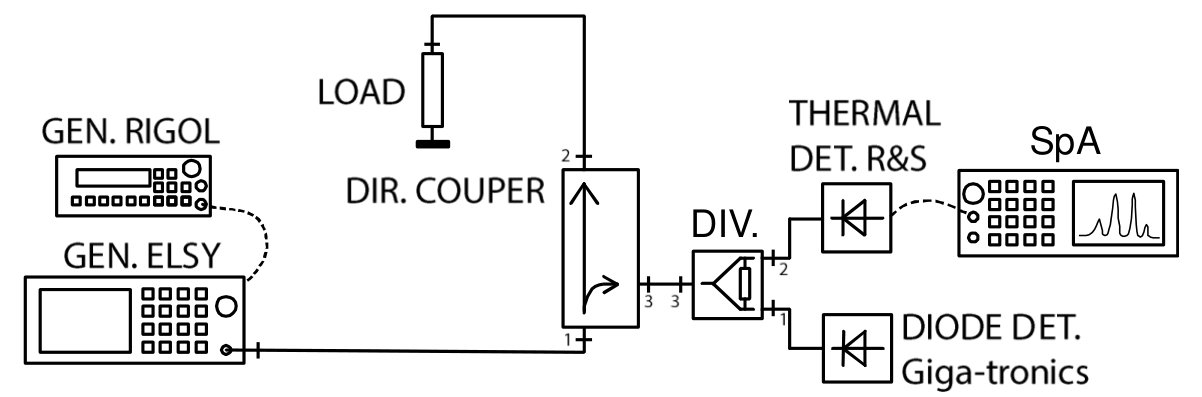 LOAD
GEN. RIGOL
THERMAL
DET. R&S
SpA
2
DIR. COUPER
DIV.
GEN. ELSY
2
3
3
1
1
DIODE DET.
Giga-tronics